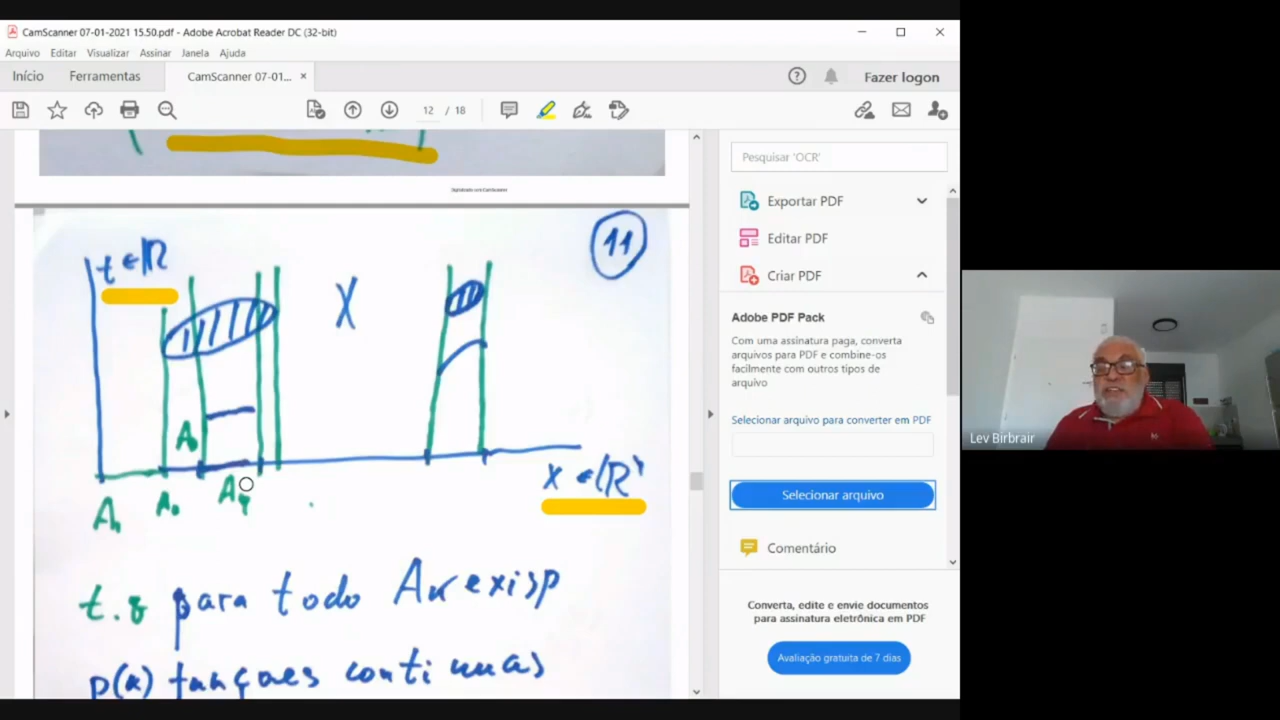 CamScanner 07-01-2021 15.50.pdf - Adobe Acrobat Reader DC (32-bit)
Arquivo Editar Visualizar Assinar Janela Ajuda
Início Ferramentas CamScanner 07-01... × Fazer logon
12 / 18
Digitalizado com CamScanner
11
t ∈ ℝ
X
A
A A A
x ∈ ℝ
t.q para todo
p(x) funções continuas
Pesquisar 'OCR'
Exportar PDF
Editar PDF
Criar PDF
Adobe PDF Pack
Com uma assinatura paga, converta
arquivos para PDF e combine-os
facilmente com outros tipos de
arquivo
Selecionar arquivo para converter em PDF
Selecionar arquivo
Comentário
Converta, edite e envie documentos
para assinatura eletrônica em PDF
Avaliação gratuita de 7 dias
Lev Birbrair